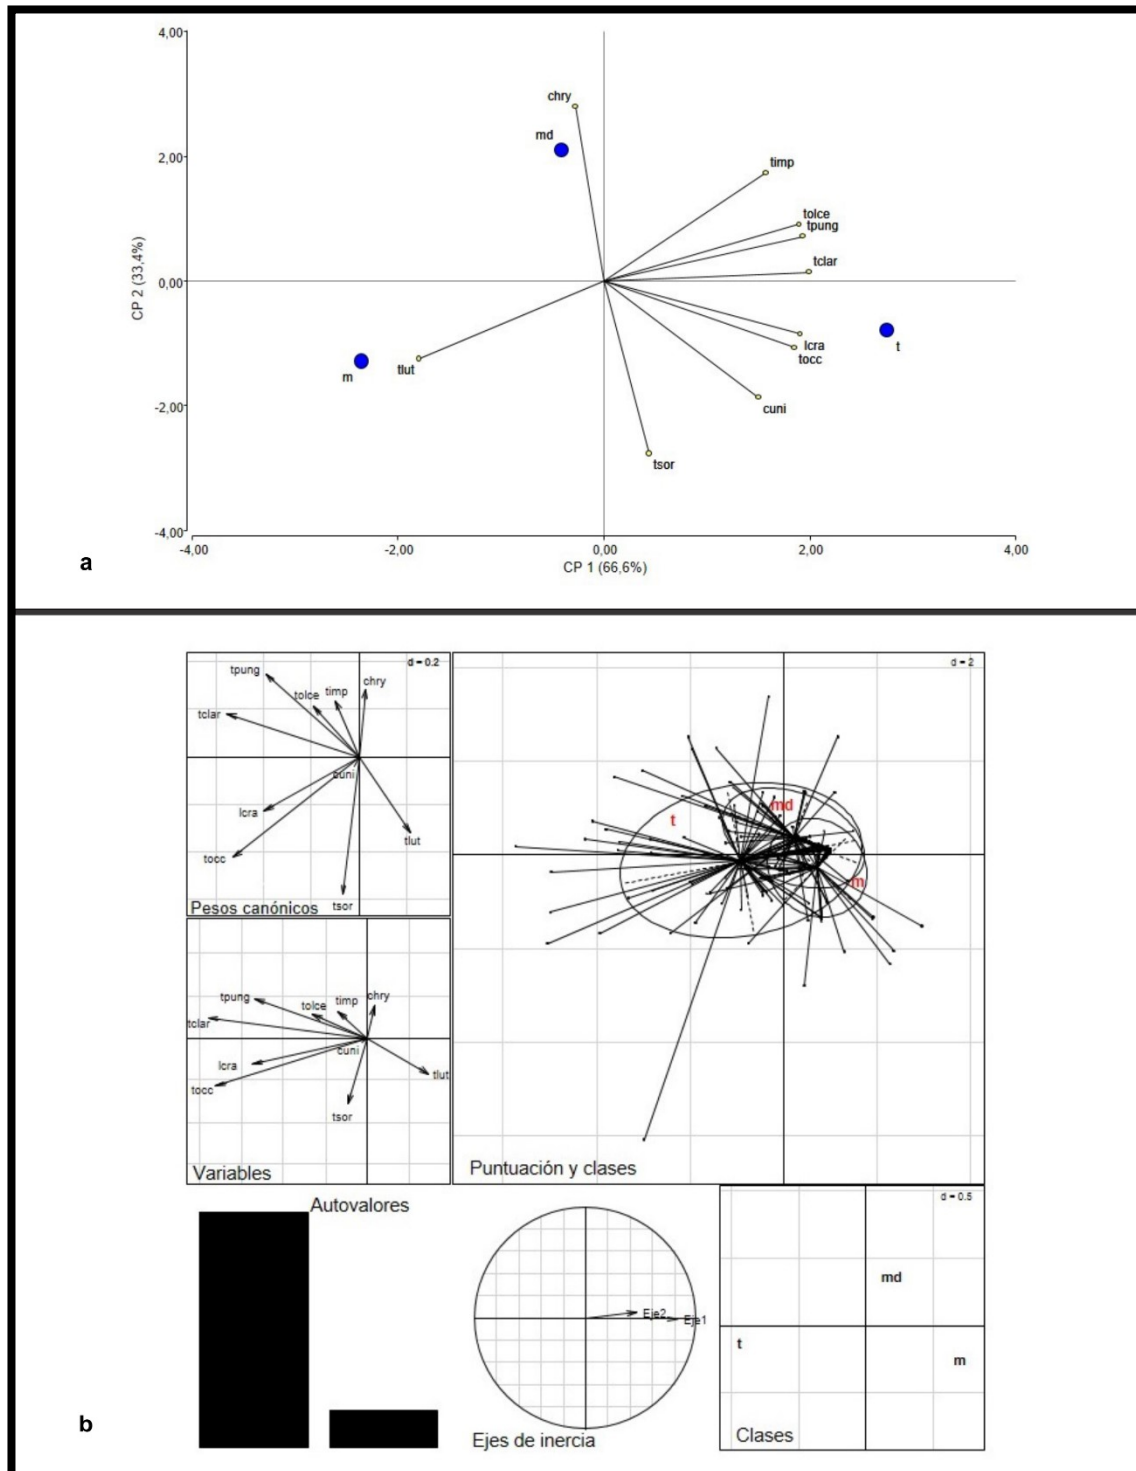 4,00
chry
md
timp
2,00
tolce
tpung
tclar
CP 2 (33,4%)
0,00
lcra
t
tocc
m
tlut
-2,00
cuni
tsor
-4,00
-4,00 -2,00 0,00 2,00 4,00
CP 1 (66,6%)
a
d = 0.2
tpung
chry
tolce
timp
tclar
cuni
lcra
tlut
tocc
tsor
Pesos canónicos
d = 2
md
t
m
Puntuación y clases
chry
tpung
timp
tolce
tclar
cuni
lcra
tlut
tocc
tsor
Variables
Autovalores
Eje2
Eje1
Ejes de inercia
d = 0.5
md
t
m
Clases
b